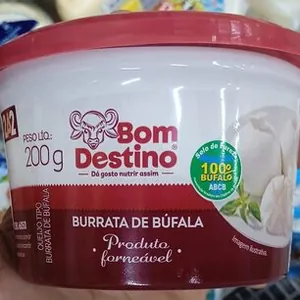 PESO LÍQ.:
200g
Bom
Destino®
Dá gosto nutrir assim
Selo de Pureza
100%
BÚFALO
ABCB
QUEIJO TIPO
BURRATA DE BÚFALA
BURRATA DE BÚFALA
Produto
forneável
Imagem ilustrativa.